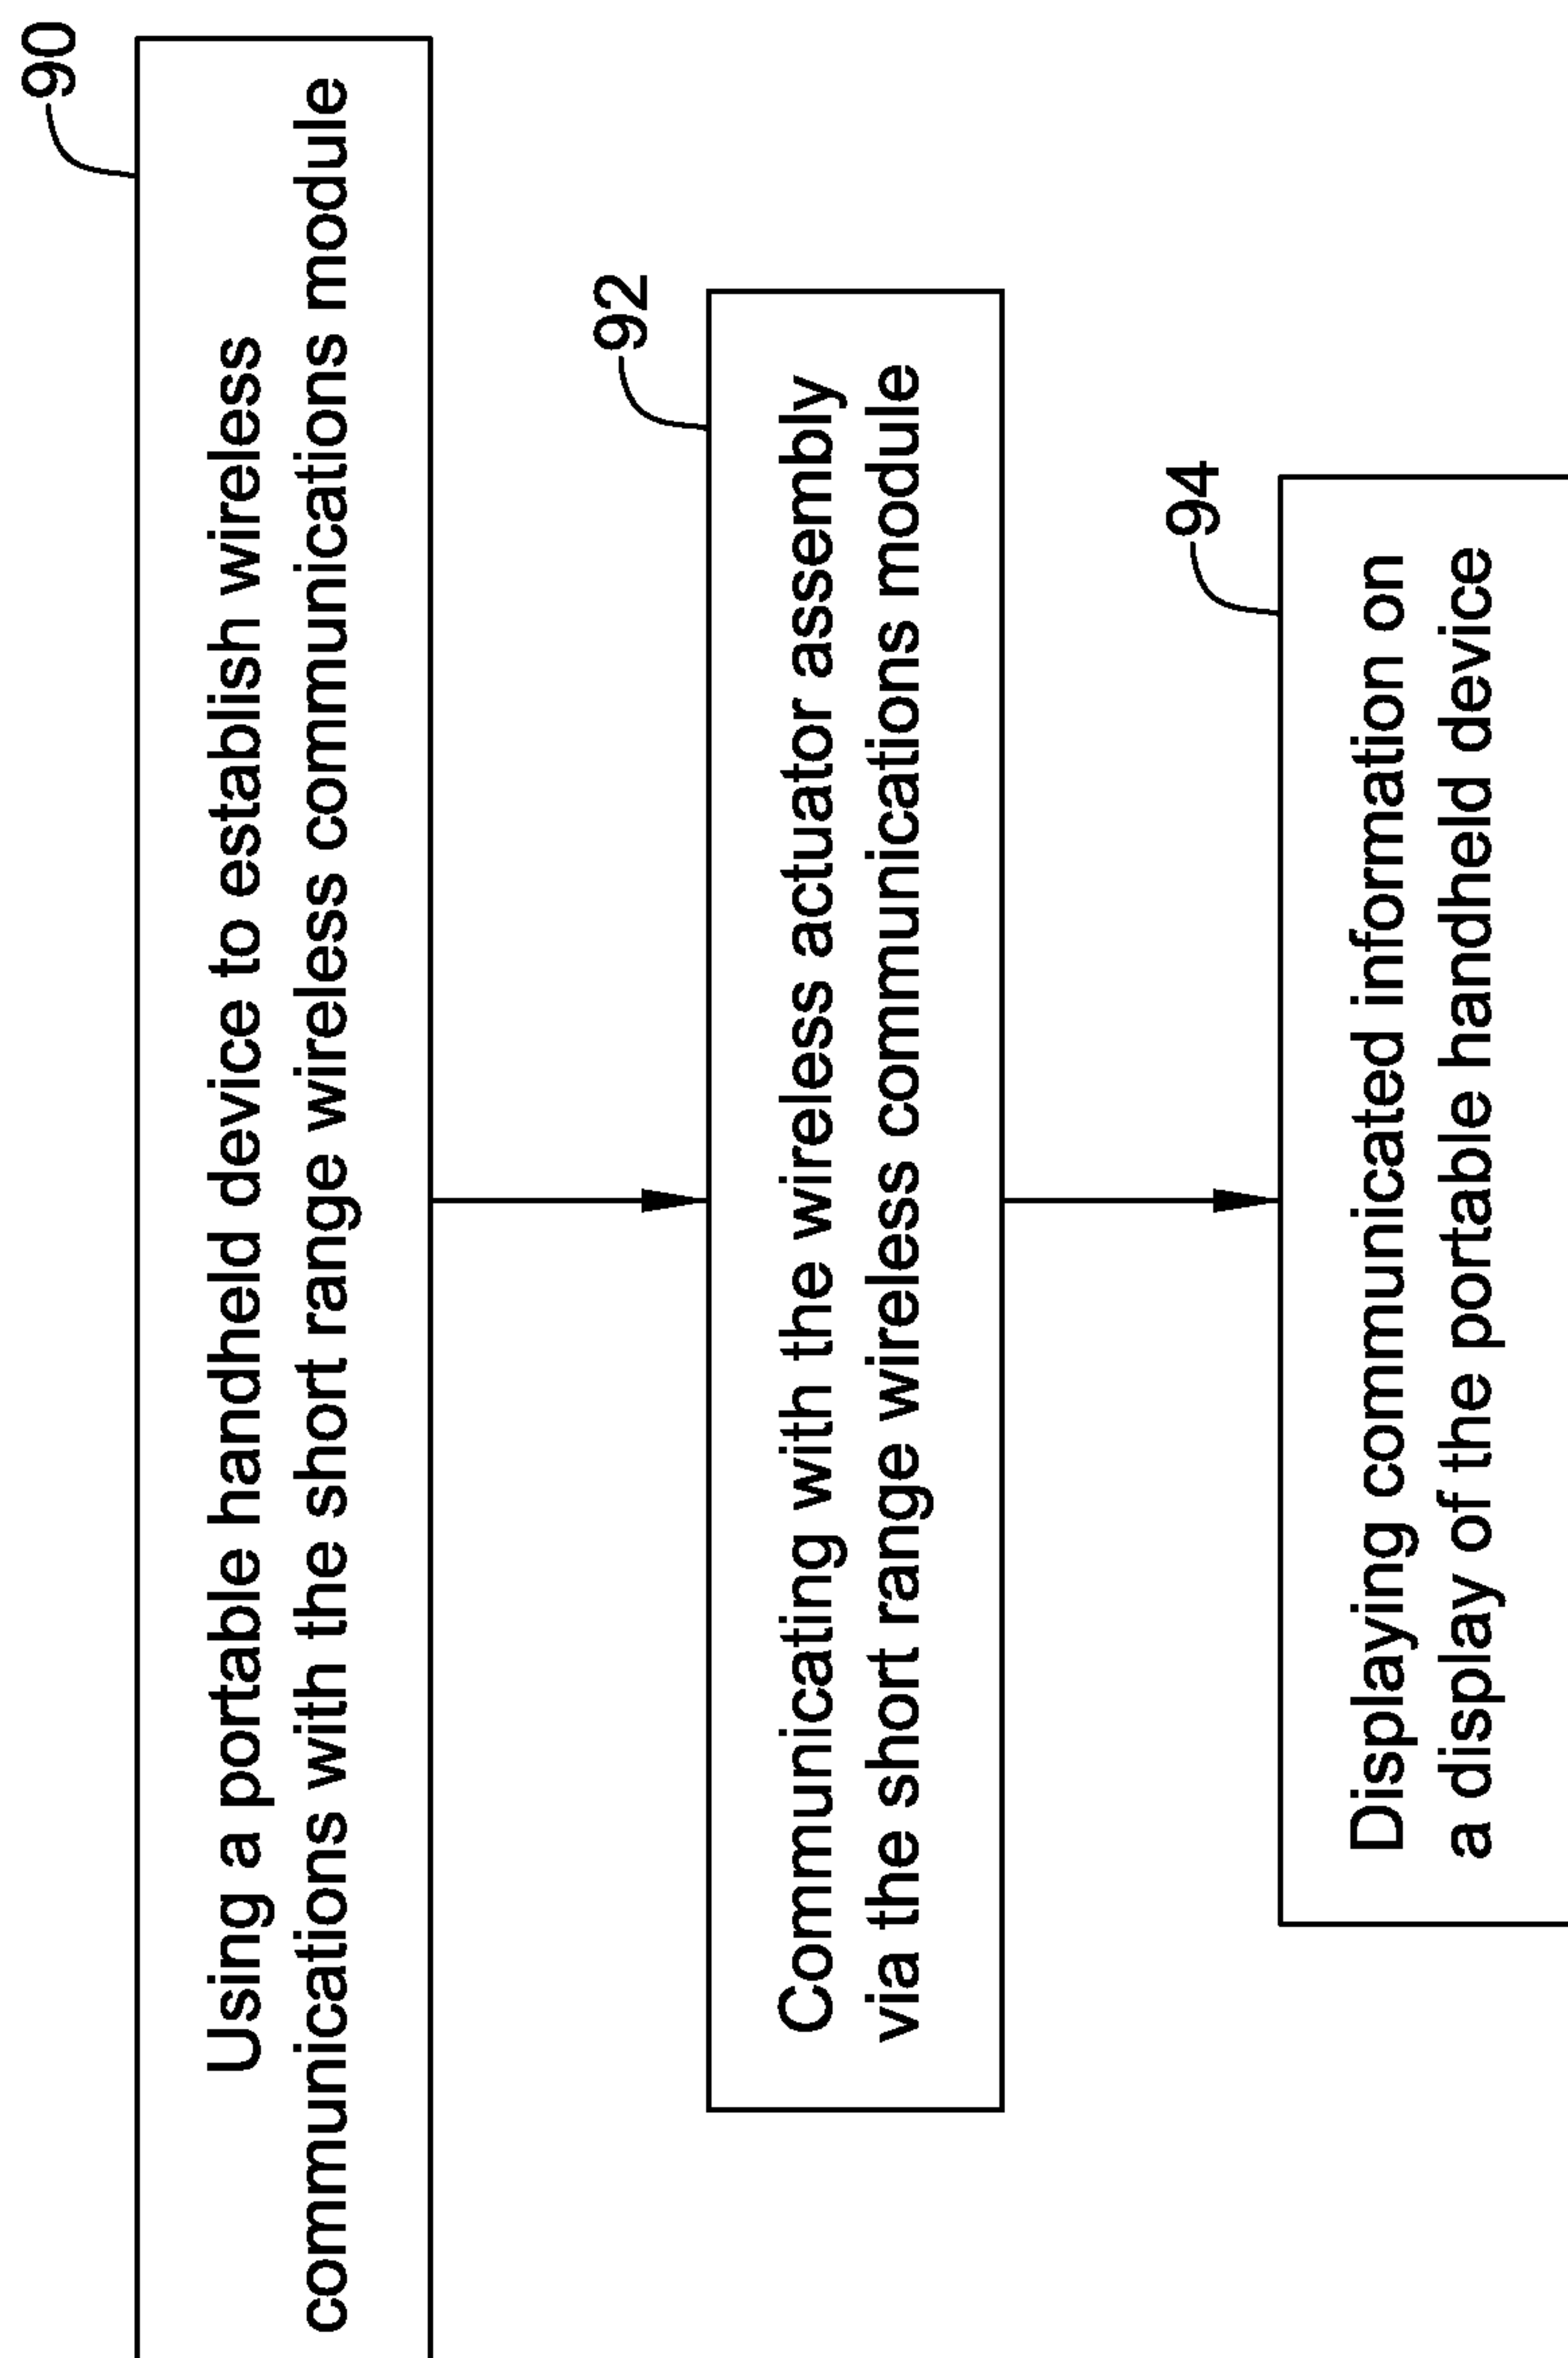 90
Using a portable handheld device to establish wireless
communications with the short range wireless communications module
92
Communicating with the wireless actuator assembly
via the short range wireless communications module
94
Displaying communicated information on
a display of the portable handheld device